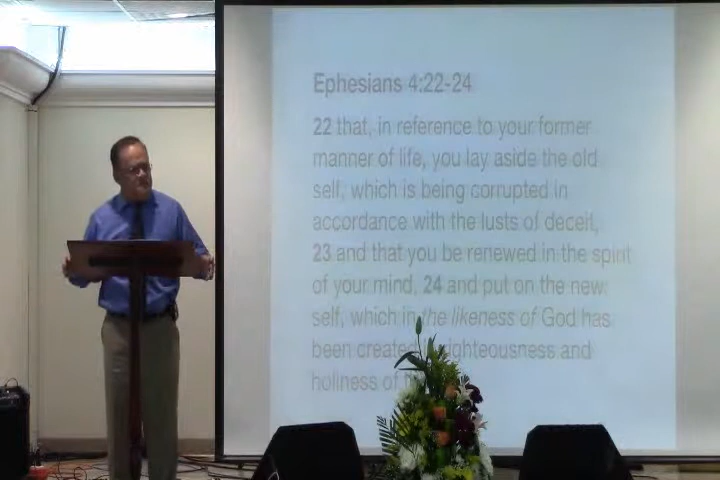 Ephesians 4:22-24
22 that, in reference to your former
manner of life, you lay aside the old
self, which is being corrupted in
accordance with the lusts of deceit,
23 and that you be renewed in the spirit
of your mind, 24 and put on the new
self, which in the likeness of God has
been created righteousness and
holiness of